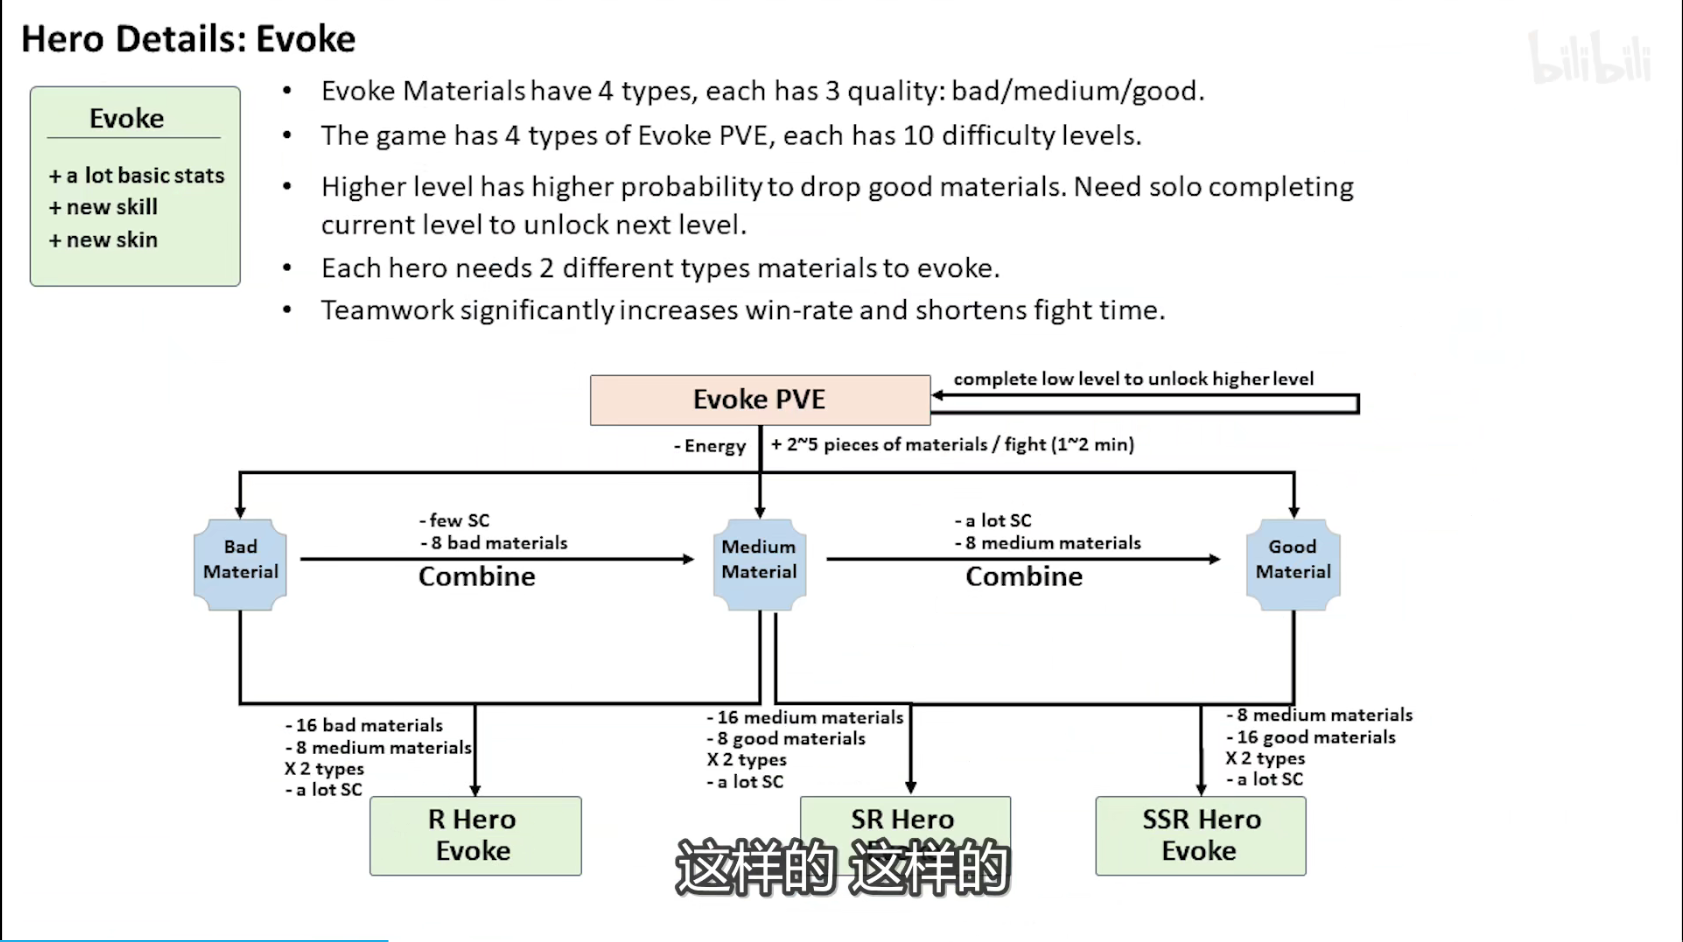 Hero Details: Evoke
bilibili
Evoke
+ a lot basic stats
+ new skill
+ new skin
• Evoke Materials have 4 types, each has 3 quality: bad/medium/good.
• The game has 4 types of Evoke PVE, each has 10 difficulty levels.
• Higher level has higher probability to drop good materials. Need solo completing
current level to unlock next level.
• Each hero needs 2 different types materials to evoke.
• Teamwork significantly increases win-rate and shortens fight time.
Evoke PVE
complete low level to unlock higher level
- Energy
+ 2~5 pieces of materials / fight (1~2 min)
Bad
Material
- few SC
- 8 bad materials
Combine
Medium
Material
- a lot SC
- 8 medium materials
Combine
Good
Material
- 16 bad materials
- 8 medium materials
X 2 types
- a lot SC
- 16 medium materials
- 8 good materials
X 2 types
- a lot SC
- 8 medium materials
- 16 good materials
X 2 types
- a lot SC
R Hero
Evoke
SR Hero
SSR Hero
Evoke
这样的 这样的